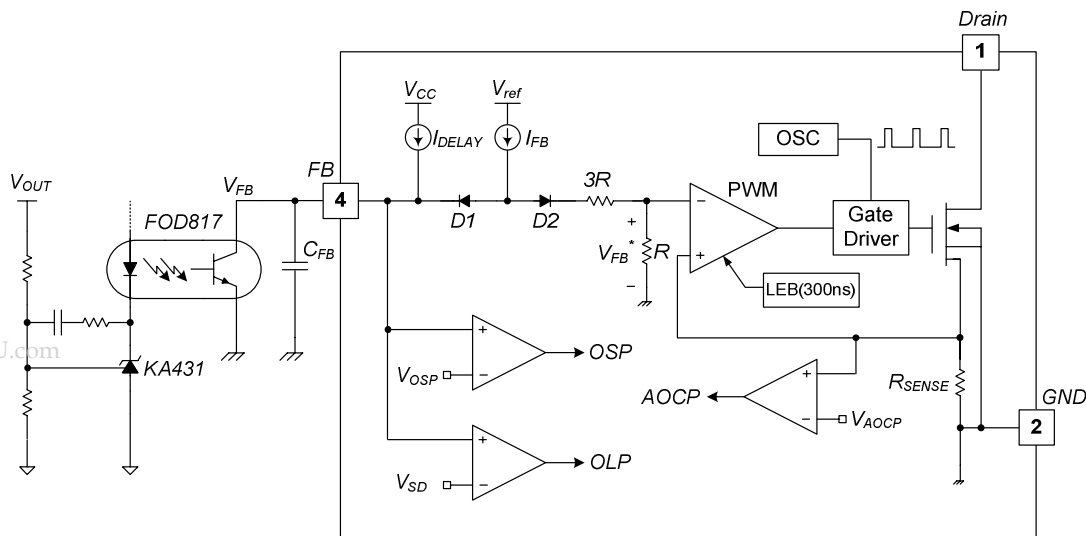 Drain
1
V_CC
V_ref
I_DELAY
I_FB
OSC
FB
4
V_FB
V_OUT
FOD817
C_FB
D1
D2
3R
PWM
Gate
Driver
+
V_FB*
R
−
−
+
LEB(300ns)
U.com
KA431
+
V_OSP
−
OSP
AOCP
+
−
V_AOCP
R_SENSE
GND
2
+
V_SD
−
OLP